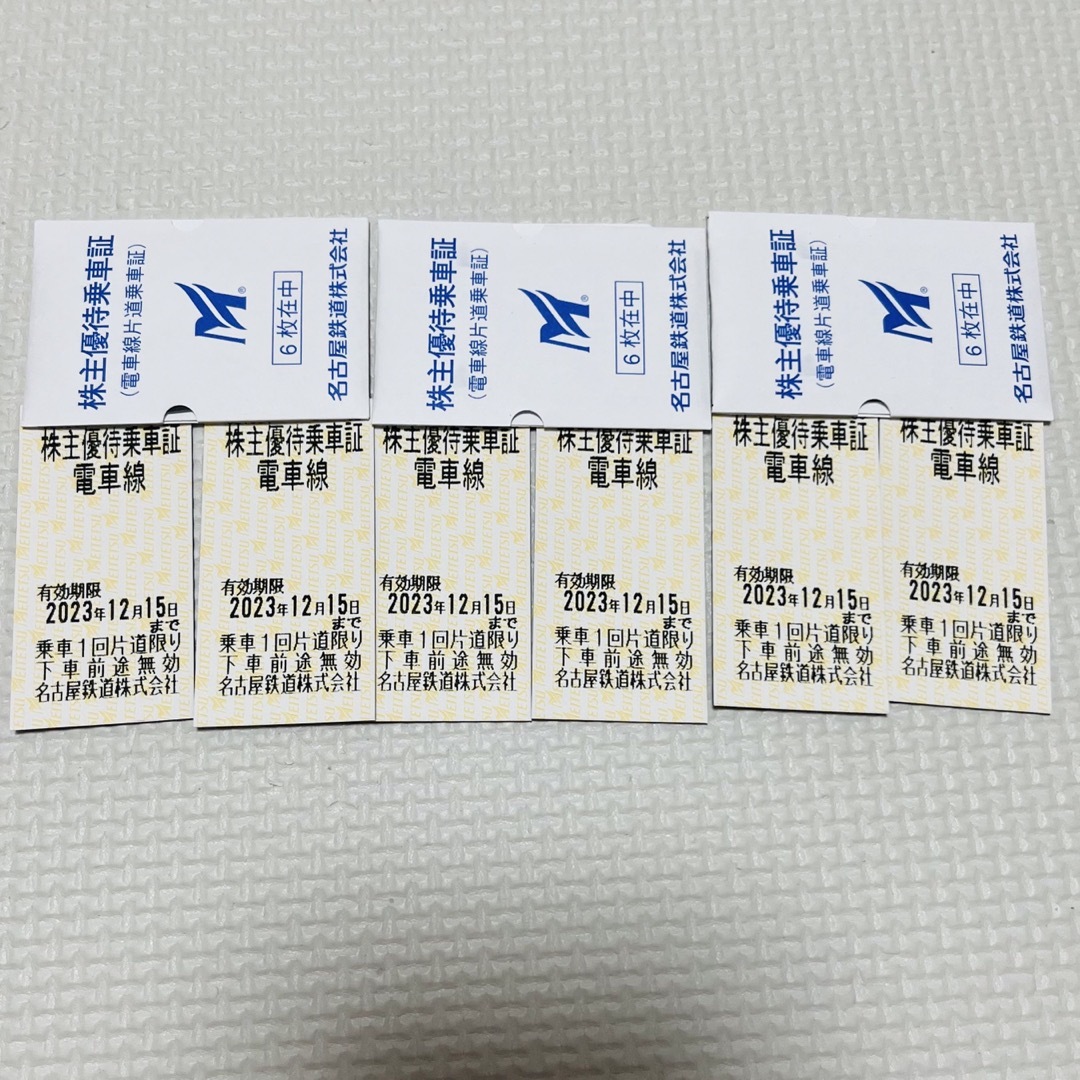 株主優待乗車証
（電車線片道乗車証）
®
6枚在中
名古屋鉄道株式会社
株主優待乗車証
（電車線片道乗車証）
®
6枚在中
名古屋鉄道株式会社
株主優待乗車証
（電車線片道乗車証）
®
6枚在中
名古屋鉄道株式会社
株主優待乗車証
電車線
有効期限
2023年12月15日
まで
乗車1回片道限り
下車前途無効
名古屋鉄道株式会社
株主優待乗車証
電車線
有効期限
2023年12月15日
まで
乗車1回片道限り
下車前途無効
名古屋鉄道株式会社
株主優待乗車証
電車線
有効期限
2023年12月15日
まで
乗車1回片道限り
下車前途無効
名古屋鉄道株式会社
株主優待乗車証
電車線
有効期限
2023年12月15日
まで
乗車1回片道限り
下車前途無効
名古屋鉄道株式会社
株主優待乗車証
電車線
有効期限
2023年12月15日
まで
乗車1回片道限り
下車前途無効
名古屋鉄道株式会社
株主優待乗車証
電車線
有効期限
2023年12月15日
まで
乗車1回片道限り
下車前途無効
名古屋鉄道株式会社